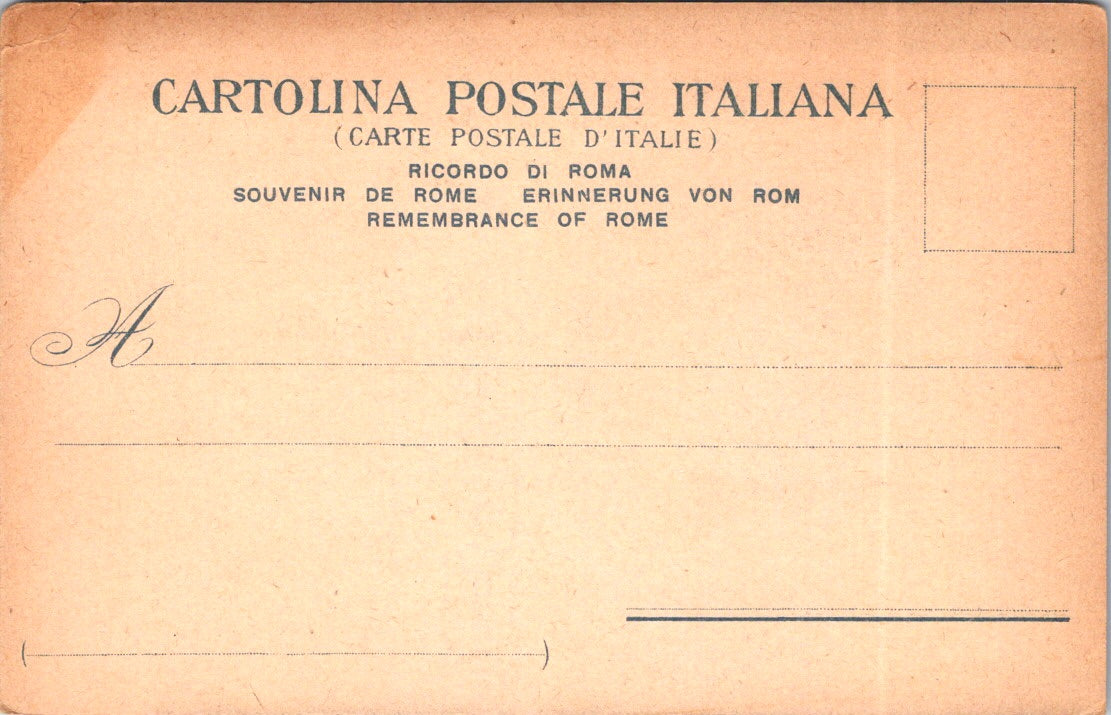 CARTOLINA POSTALE ITALIANA
(CARTE POSTALE D'ITALIE)
RICORDO DI ROMA
SOUVENIR DE ROME ERINNERUNG VON ROM
REMEMBRANCE OF ROME
A
( )